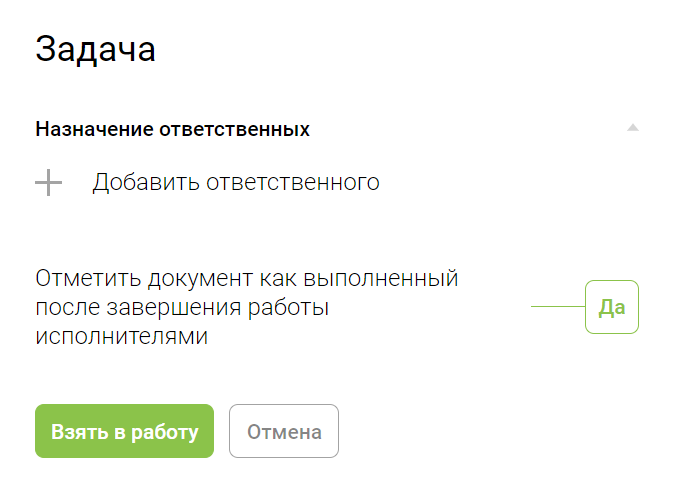 Задача
Назначение ответственных
Добавить ответственного
Отметить документ как выполненный
после завершения работы
исполнителями
Да
Взять в работу
Отмена